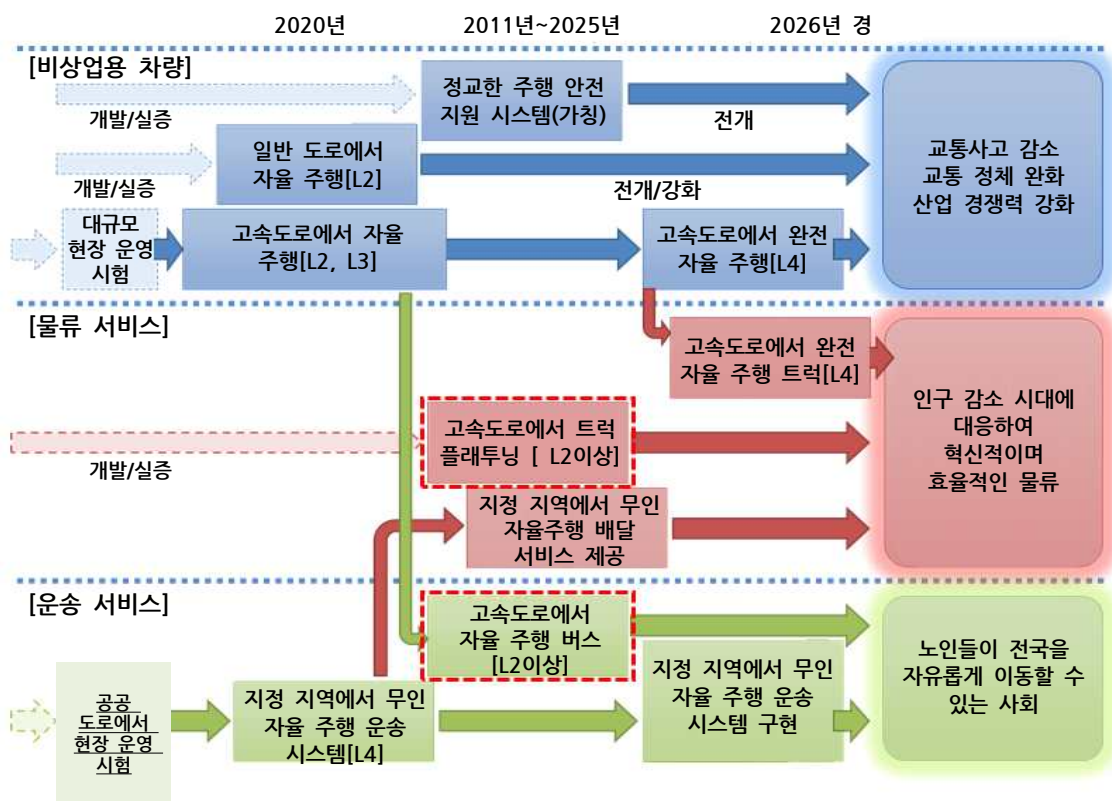 2020년
2011년~2025년
2026년 경
[비상업용 차량]
개발/실증
정교한 주행 안전
지원 시스템(가칭)
전개
개발/실증
일반 도로에서
자율 주행[L2]
전개/강화
대규모
현장 운영
시험
고속도로에서 자율
주행[L2, L3]
고속도로에서 완전
자율 주행[L4]
교통사고 감소
교통 정체 완화
산업 경쟁력 강화
[물류 서비스]
고속도로에서 완전
자율 주행 트럭[L4]
개발/실증
고속도로에서 트럭
플래투닝 [ L2이상]
지정 지역에서 무인
자율주행 배달
서비스 제공
인구 감소 시대에
대응하여
혁신적이며
효율적인 물류
[운송 서비스]
고속도로에서
자율 주행 버스
[L2이상]
공공
도로에서
현장 운영
시험
지정 지역에서 무인
자율 주행 운송
시스템[L4]
지정 지역에서 무인
자율 주행 운송
시스템 구현
노인들이 전국을
자유롭게 이동할 수
있는 사회